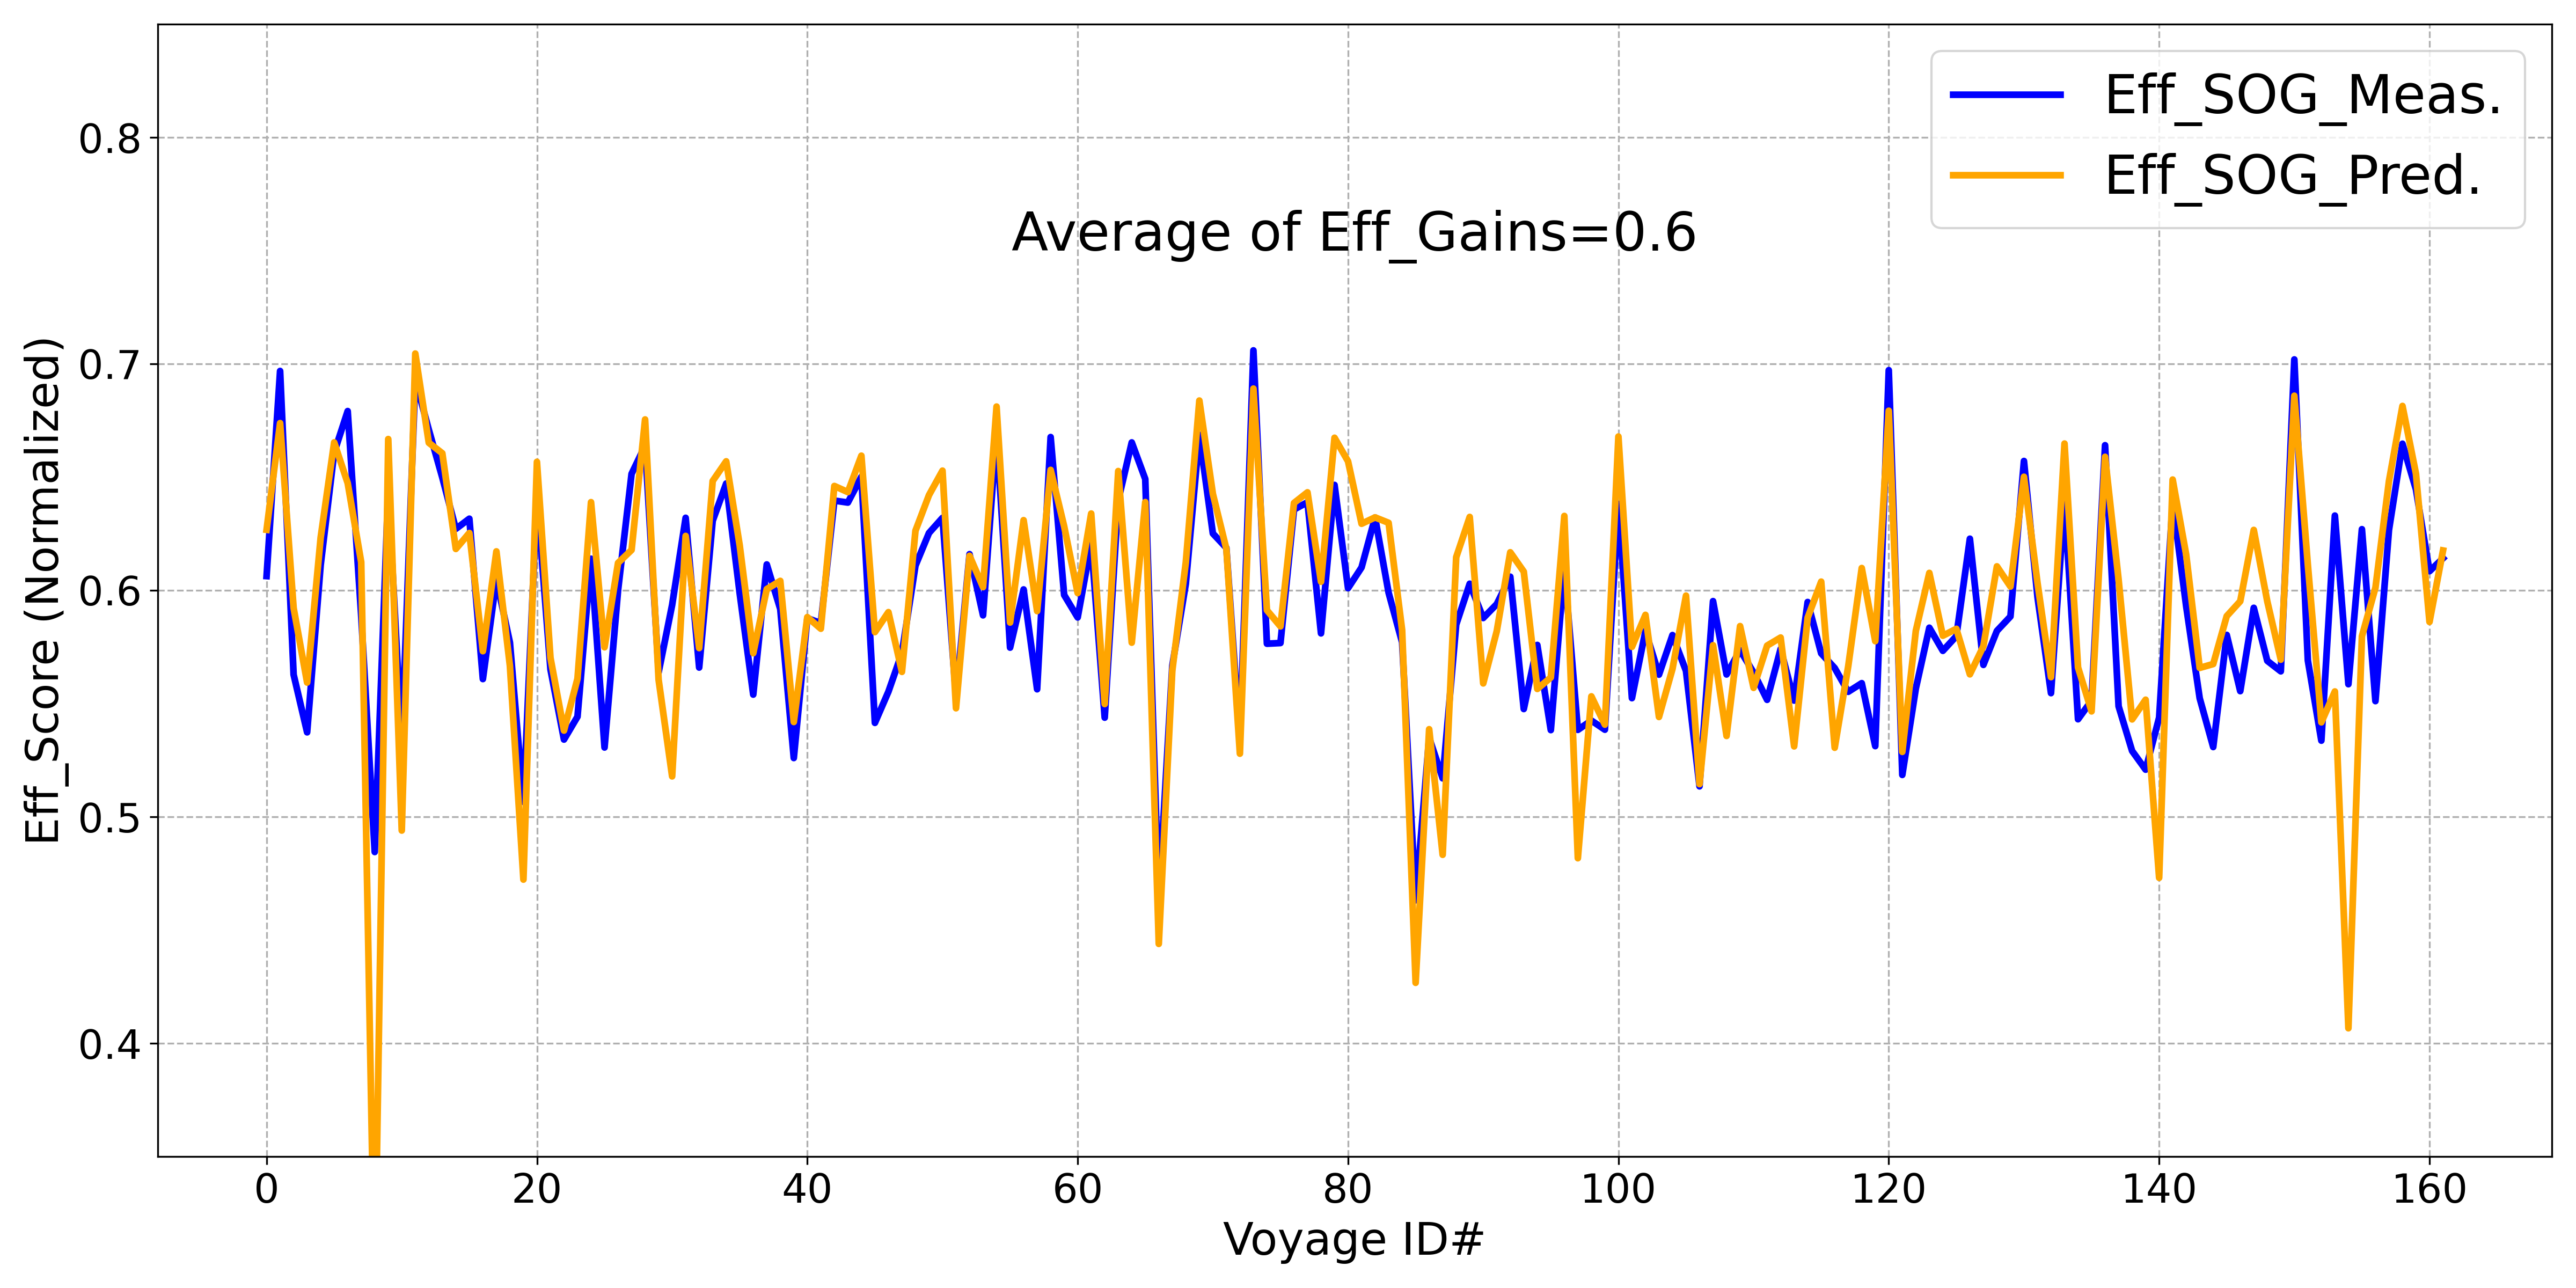 Eff_SOG_Meas.
Eff_SOG_Pred.
Average of Eff_Gains=0.6
Eff_Score (Normalized)
0.8
0.7
0.6
0.5
0.4
0 20 40 60 80 100 120 140 160
Voyage ID#